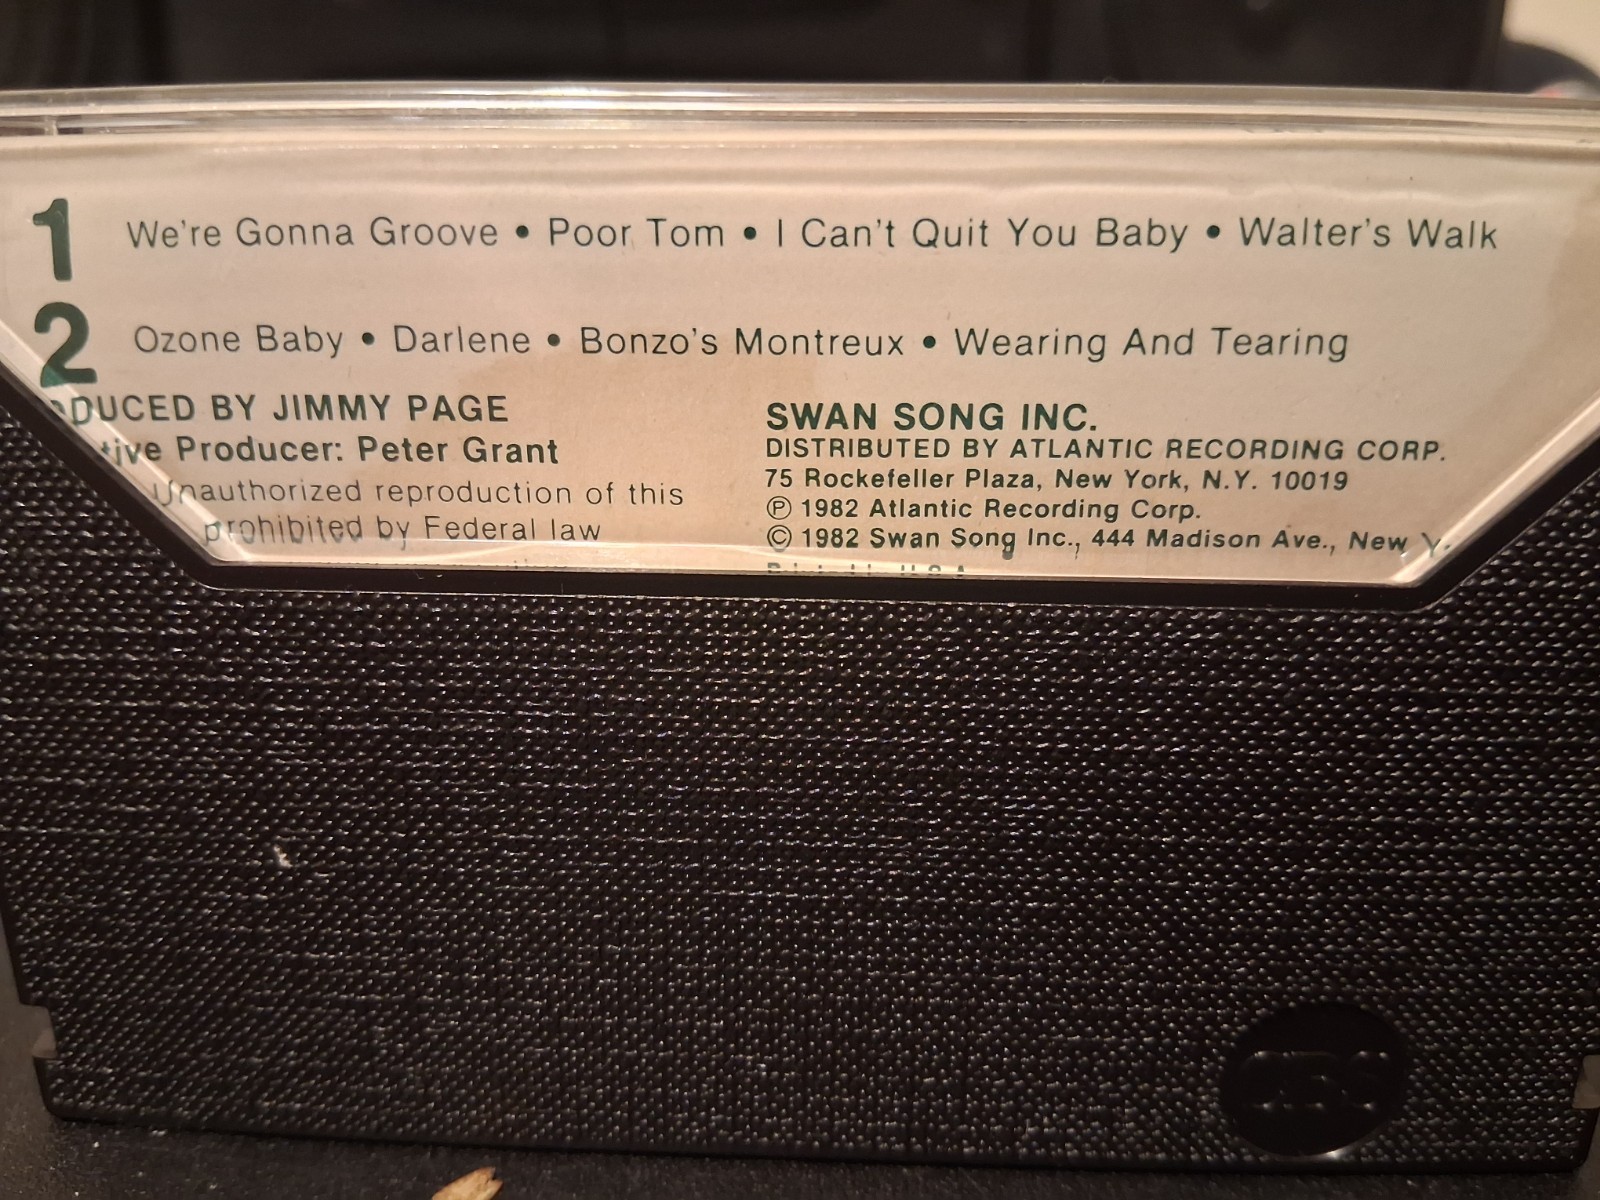 1 We're Gonna Groove • Poor Tom • I Can't Quit You Baby • Walter's Walk
2 Ozone Baby • Darlene • Bonzo's Montreux • Wearing And Tearing
ODUCED BY JIMMY PAGE
tive Producer: Peter Grant
Unauthorized reproduction of this
prohibited by Federal law
SWAN SONG INC.
DISTRIBUTED BY ATLANTIC RECORDING CORP.
75 Rockefeller Plaza, New York, N.Y. 10019
℗ 1982 Atlantic Recording Corp.
© 1982 Swan Song Inc., 444 Madison Ave., New Y.
CBS